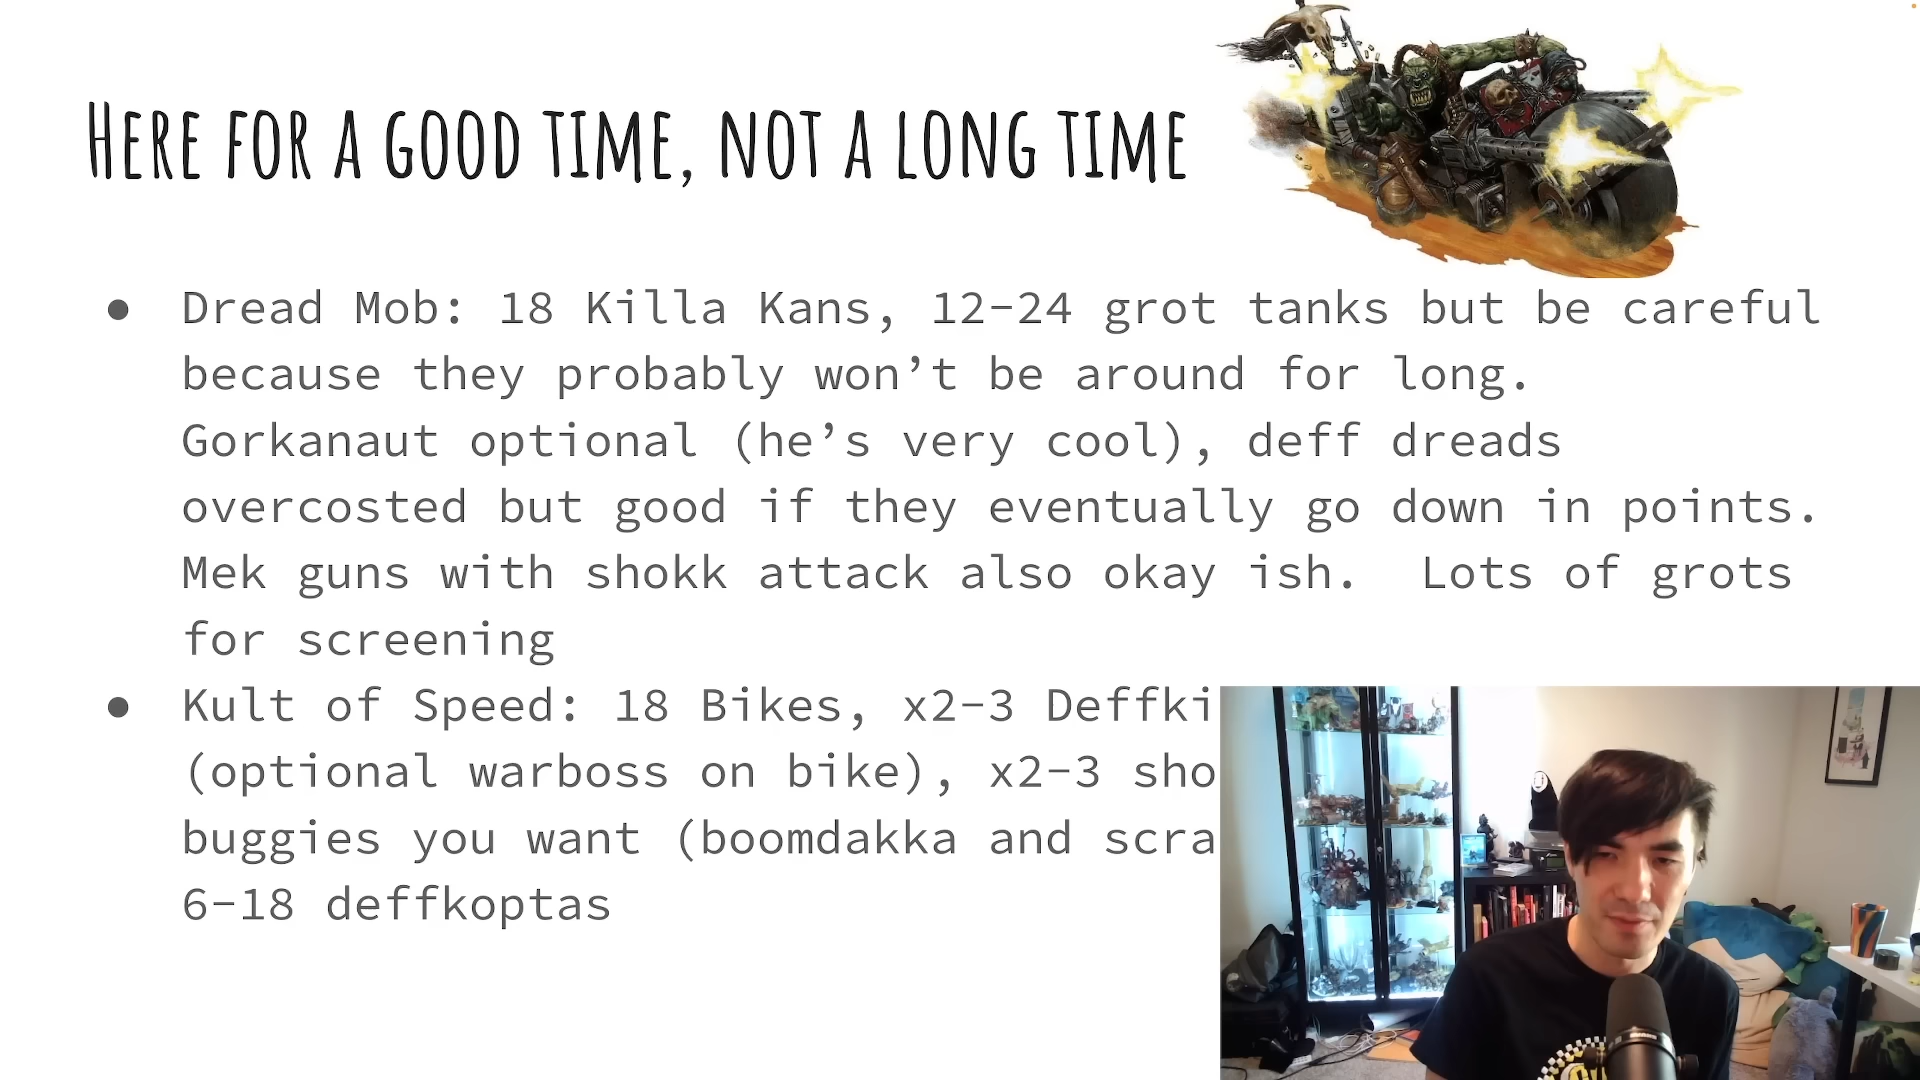 HERE FOR A GOOD TIME, NOT A LONG TIME
● Dread Mob: 18 Killa Kans, 12-24 grot tanks but be careful
because they probably won’t be around for long.
Gorkanaut optional (he’s very cool), deff dreads
overcosted but good if they eventually go down in points.
Mek guns with shokk attack also okay ish. Lots of grots
for screening
● Kult of Speed: 18 Bikes, x2-3 Deffki
(optional warboss on bike), x2-3 sho
buggies you want (boomdakka and scra
6-18 deffkoptas